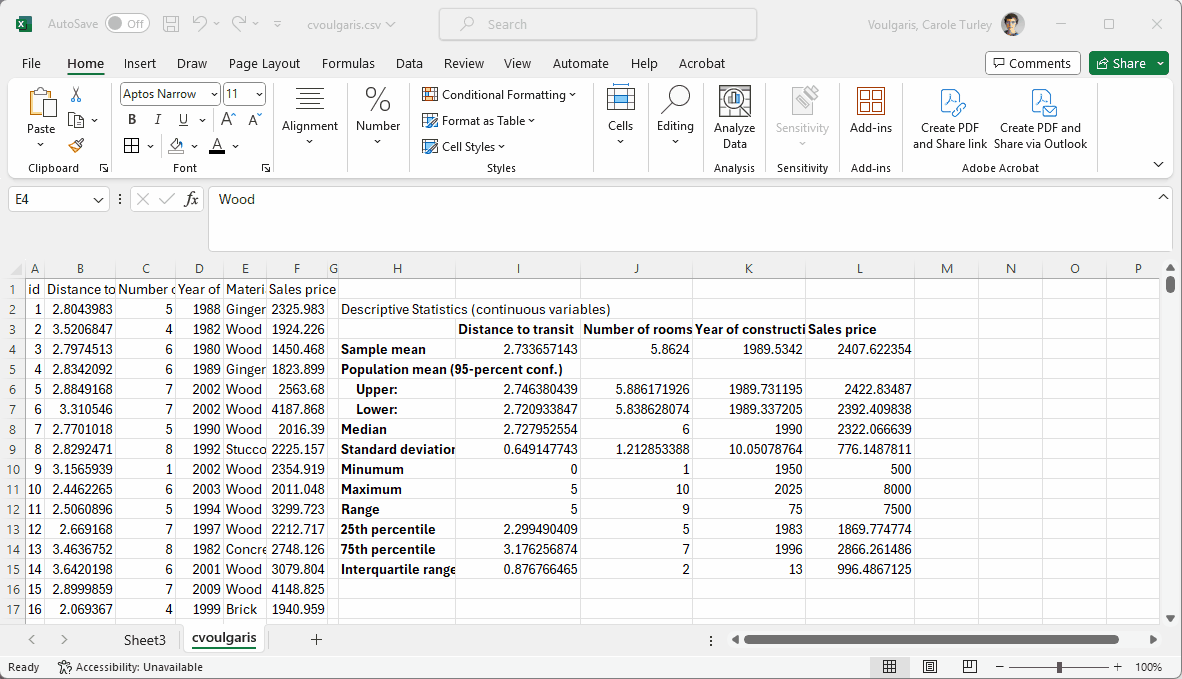 AutoSave Off cvoulgaris.csv Search Voulgaris, Carole Turley
File Home Insert Draw Page Layout Formulas Data Review View Automate Help Acrobat Comments Share
Paste Aptos Narrow 11 Alignment Number Conditional Formatting Cells Editing Analyze Data Sensitivity Add-ins Create PDF and Share link Create PDF and Share via Outlook
B I U A A Format as Table
A Cell Styles
Clipboard Font Styles Analysis Sensitivity Add-ins Adobe Acrobat
E4 fx Wood
A B C D E F G H I J K L M N O P
1 id Distance to Number o Year of Materi Sales price
2 1 2.8043983 5 1988 Ginger 2325.983 Descriptive Statistics (continuous variables)
3 2 3.5206847 4 1982 Wood 1924.226 Distance to transit Number of rooms Year of constructi Sales price
4 3 2.7974513 6 1980 Wood 1450.468 Sample mean 2.733657143 5.8624 1989.5342 2407.622354
5 4 2.8342092 6 1989 Ginger 1823.899 Population mean (95-percent conf.)
6 5 2.8849168 7 2002 Wood 2563.68 Upper: 2.746380439 5.886171926 1989.731195 2422.83487
7 6 3.310546 7 2002 Wood 4187.868 Lower: 2.720933847 5.838628074 1989.337205 2392.409838
8 7 2.7701018 5 1990 Wood 2016.39 Median 2.727952554 6 1990 2322.066639
9 8 2.8292471 8 1992 Stucco 2225.157 Standard deviation 0.649147743 1.212853388 10.05078764 776.1487811
10 9 3.1565939 1 2002 Wood 2354.919 Minumum 0 1 1950 500
11 10 2.4462265 6 2003 Wood 2011.048 Maximum 5 10 2025 8000
12 11 2.5060896 5 1994 Wood 3299.723 Range 5 9 75 7500
13 12 2.669168 7 1997 Wood 2212.717 25th percentile 2.299490409 5 1983 1869.774774
14 13 3.4636752 8 1982 Concre 2748.126 75th percentile 3.176256874 7 1996 2866.261486
15 14 3.6420198 6 2001 Wood 3079.804 Interquartile range 0.876766465 2 13 996.4867125
16 15 2.8999859 7 2009 Wood 4148.825
17 16 2.069367 4 1999 Brick 1940.959
Sheet3 cvoulgaris
Ready Accessibility: Unavailable 100%